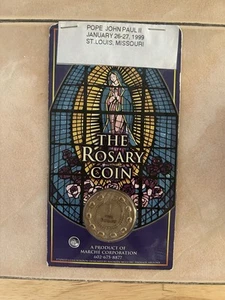 POPE JOHN PAUL II
JANUARY 26-27, 1999
ST. LOUIS, MISSOURI
THE
ROSARY
COIN
A PRODUCT OF
MARCHE CORPORATION